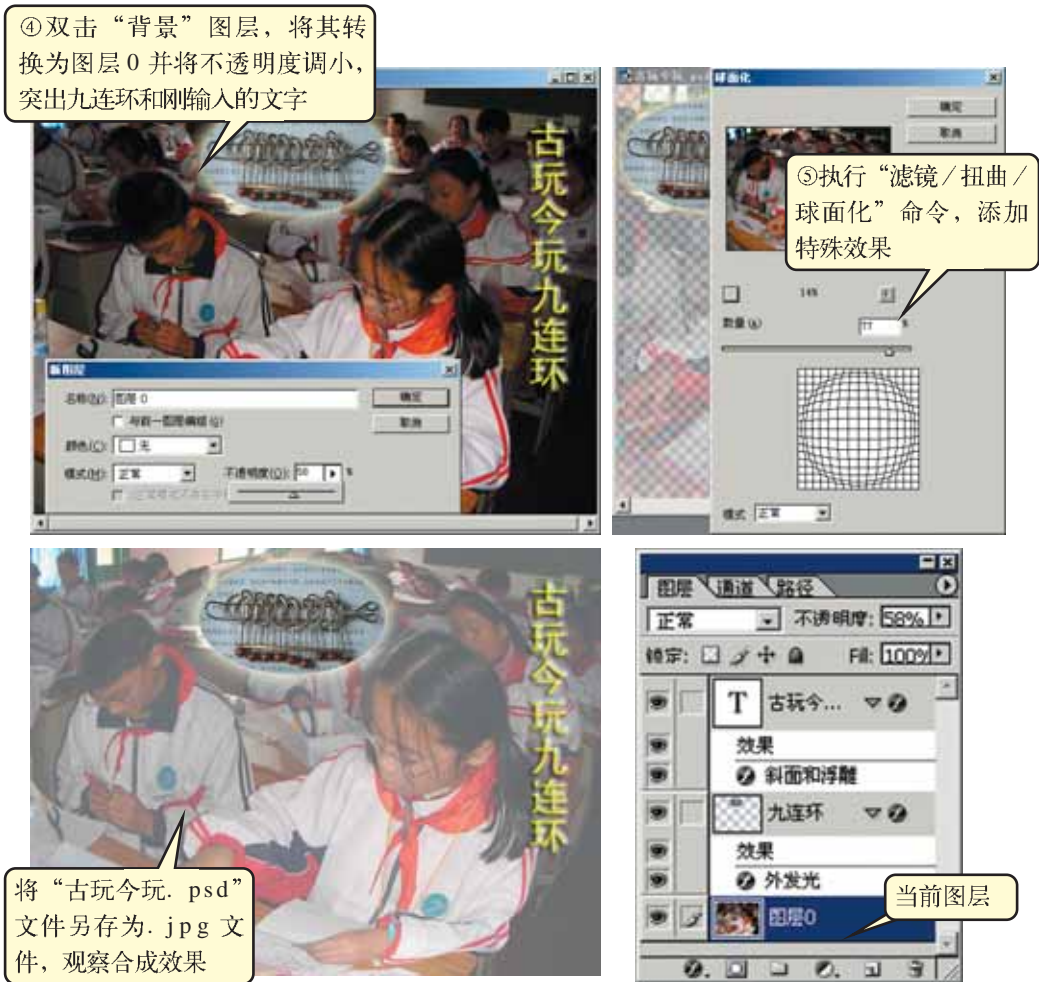 ④双击“背景”图层，将其转
换为图层0并将不透明度调小，
突出九连环和刚输入的文字
古玩今玩九连环
新图层
名称(N): 图层 0
确定
与前一图层编组(G)
取消
颜色(C): 无
模式(M): 正常
不透明度(O): 50 %
球面化
确定
取消
⑤执行“滤镜/扭曲/
球面化”命令，添加
特殊效果
14%
数量(A) 77 %
模式 正常
古玩今玩九连环
将“古玩今玩. psd”
文件另存为. jpg 文
件，观察合成效果
图层 通道 路径
正常 不透明度: 58%
锁定: Fill: 100%
T 古玩今...
效果
斜面和浮雕
九连环
效果
外发光
当前图层
图层0